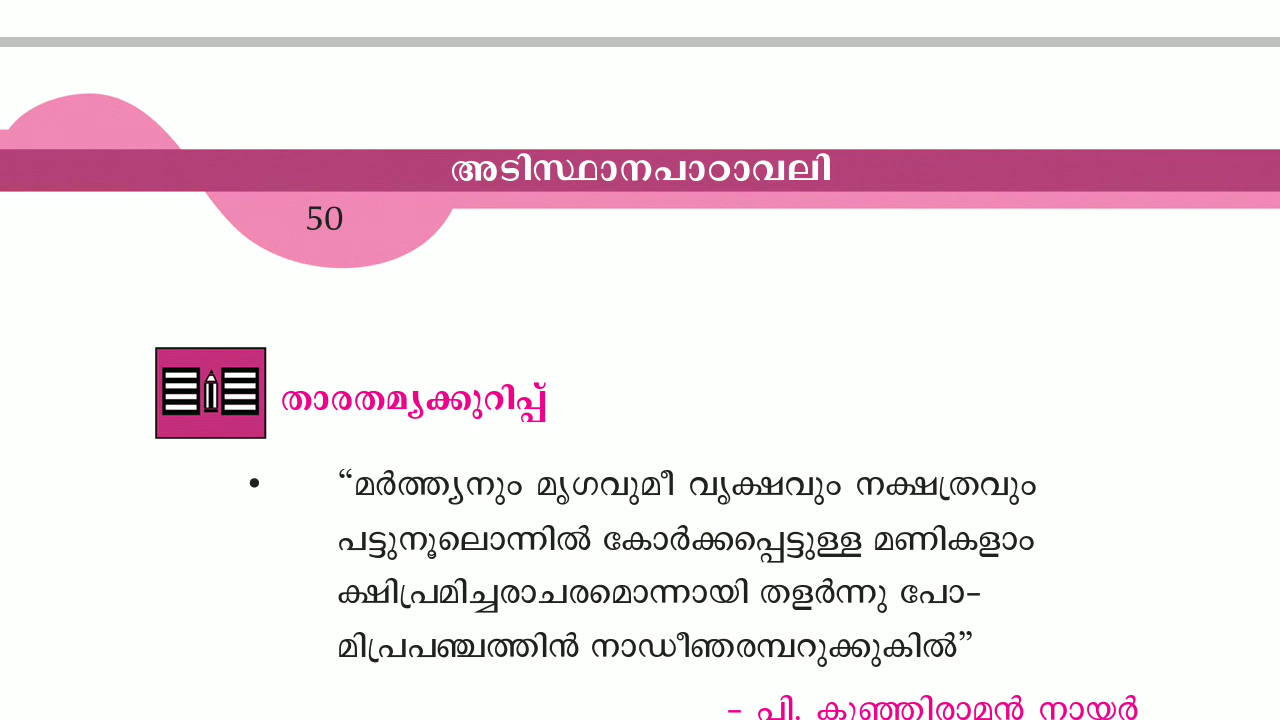 അടിസ്ഥാനപാഠാവലി
50
താരതമ്യക്കുറിപ്പ്
• “മർത്ത്യനും മൃഗവുമീ വൃക്ഷവും നക്ഷത്രവും
പട്ടുനൂലൊന്നിൽ കോർക്കപ്പെട്ടുള്ള മണികളാം
ക്ഷിപ്രമിച്ചരാചരമൊന്നായി തളർന്നു പോ-
മിപ്രപഞ്ചത്തിൻ നാഡീഞരമ്പറുക്കുകിൽ”
- പി. കുഞ്ഞിരാമൻ നായർ